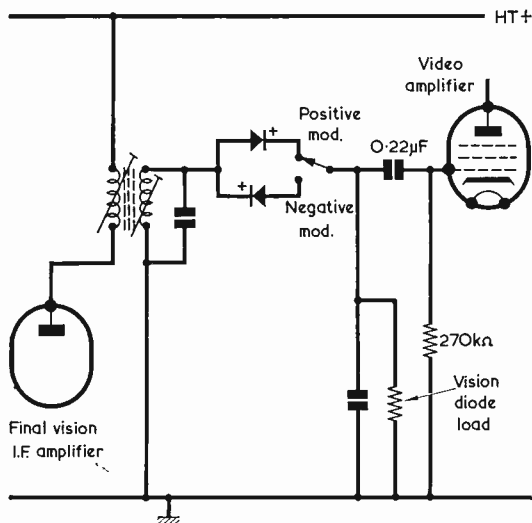 HT+
Video
amplifier
Positive
mod.
0·22µF
+
+
Negative
mod.
270kΩ
Vision
diode
load
Final vision
I.F. amplifier